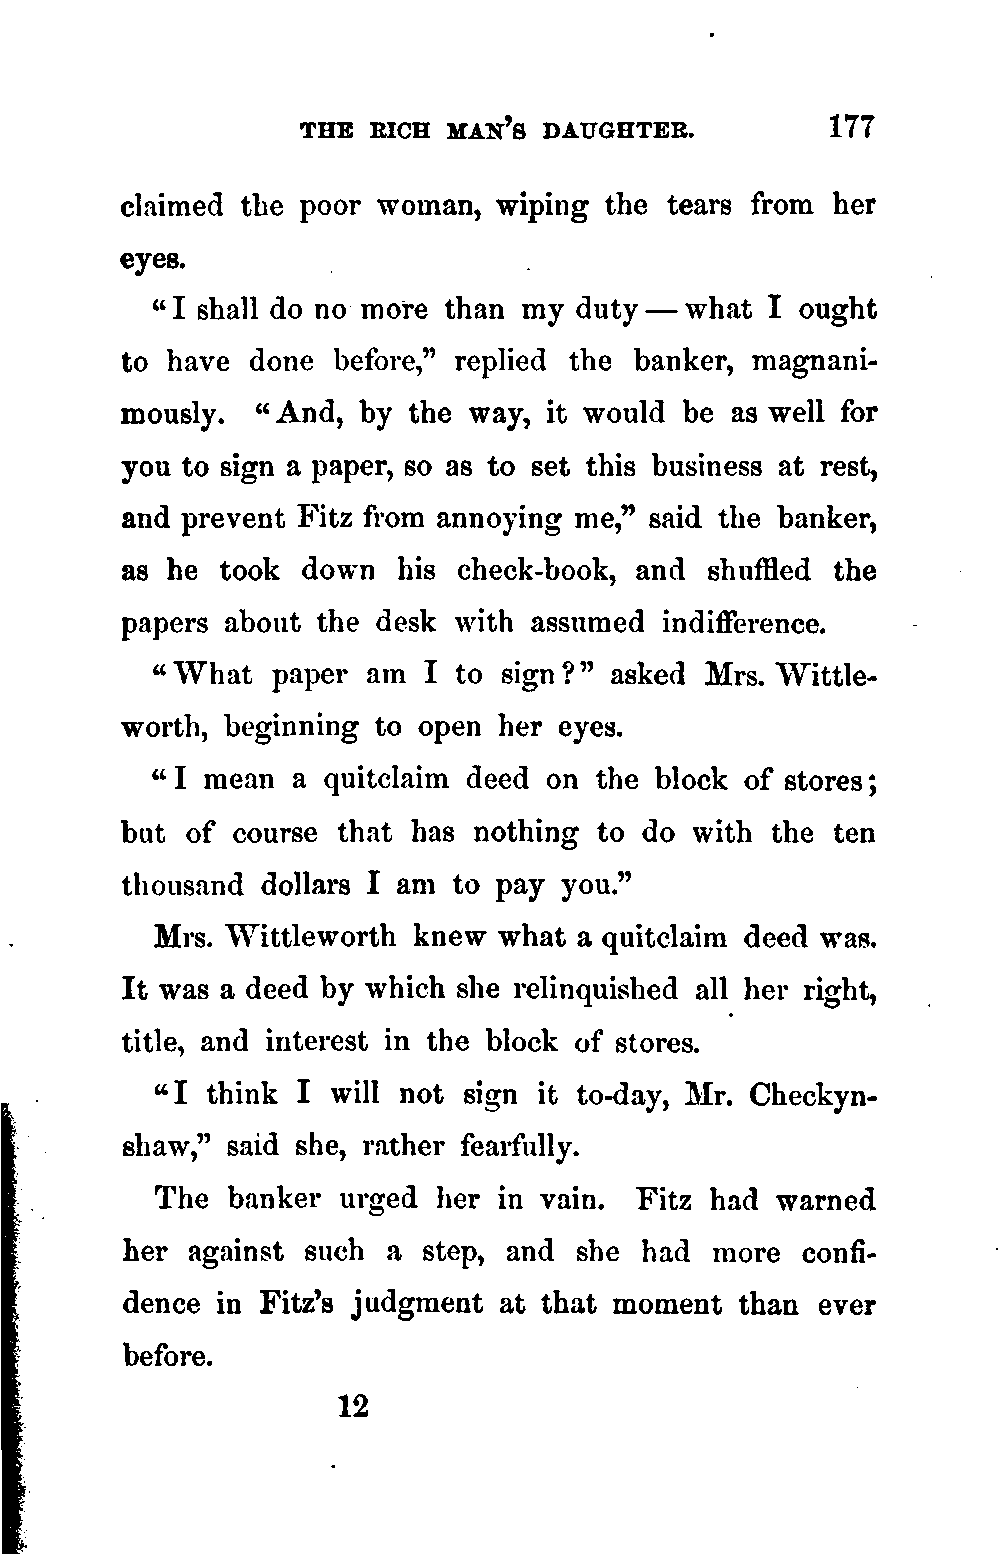 THE RICH MAN'S DAUGHTER. 177
claimed the poor woman, wiping the tears from her
eyes.
"I shall do no more than my duty — what I ought
to have done before," replied the banker, magnani-
mously. "And, by the way, it would be as well for
you to sign a paper, so as to set this business at rest,
and prevent Fitz from annoying me," said the banker,
as he took down his check-book, and shuffled the
papers about the desk with assumed indifference.
"What paper am I to sign?" asked Mrs. Wittle-
worth, beginning to open her eyes.
"I mean a quitclaim deed on the block of stores;
but of course that has nothing to do with the ten
thousand dollars I am to pay you."
Mrs. Wittleworth knew what a quitclaim deed was.
It was a deed by which she relinquished all her right,
title, and interest in the block of stores.
"I think I will not sign it to-day, Mr. Checkyn-
shaw," said she, rather fearfully.
The banker urged her in vain. Fitz had warned
her against such a step, and she had more confi-
dence in Fitz's judgment at that moment than ever
before.
12